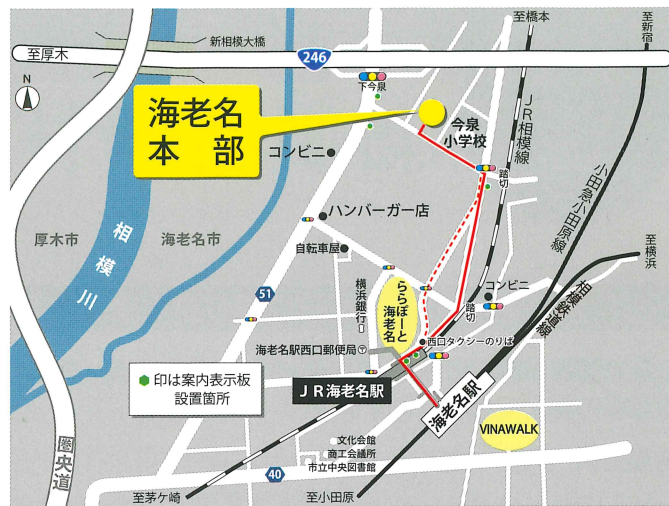 至橋本
至新宿
新相模大橋
至厚木
246
N
下今泉
海老名
本　部
今泉
小学校
コンビニ
JR相模線
踏切
小田急小田原線
ハンバーガー店
厚木市
海老名市
相模川
至横浜
自転車屋
相模鉄道線
51
横浜銀行
ららぽーと
海老名
コンビニ
踏切
西口タクシーのりば
海老名駅西口郵便局
JR海老名駅
印は案内表示板
設置箇所
海老名駅
VINAWALK
圏央道
文化会館
商工会議所
市立中央図書館
40
至茅ケ崎
至小田原